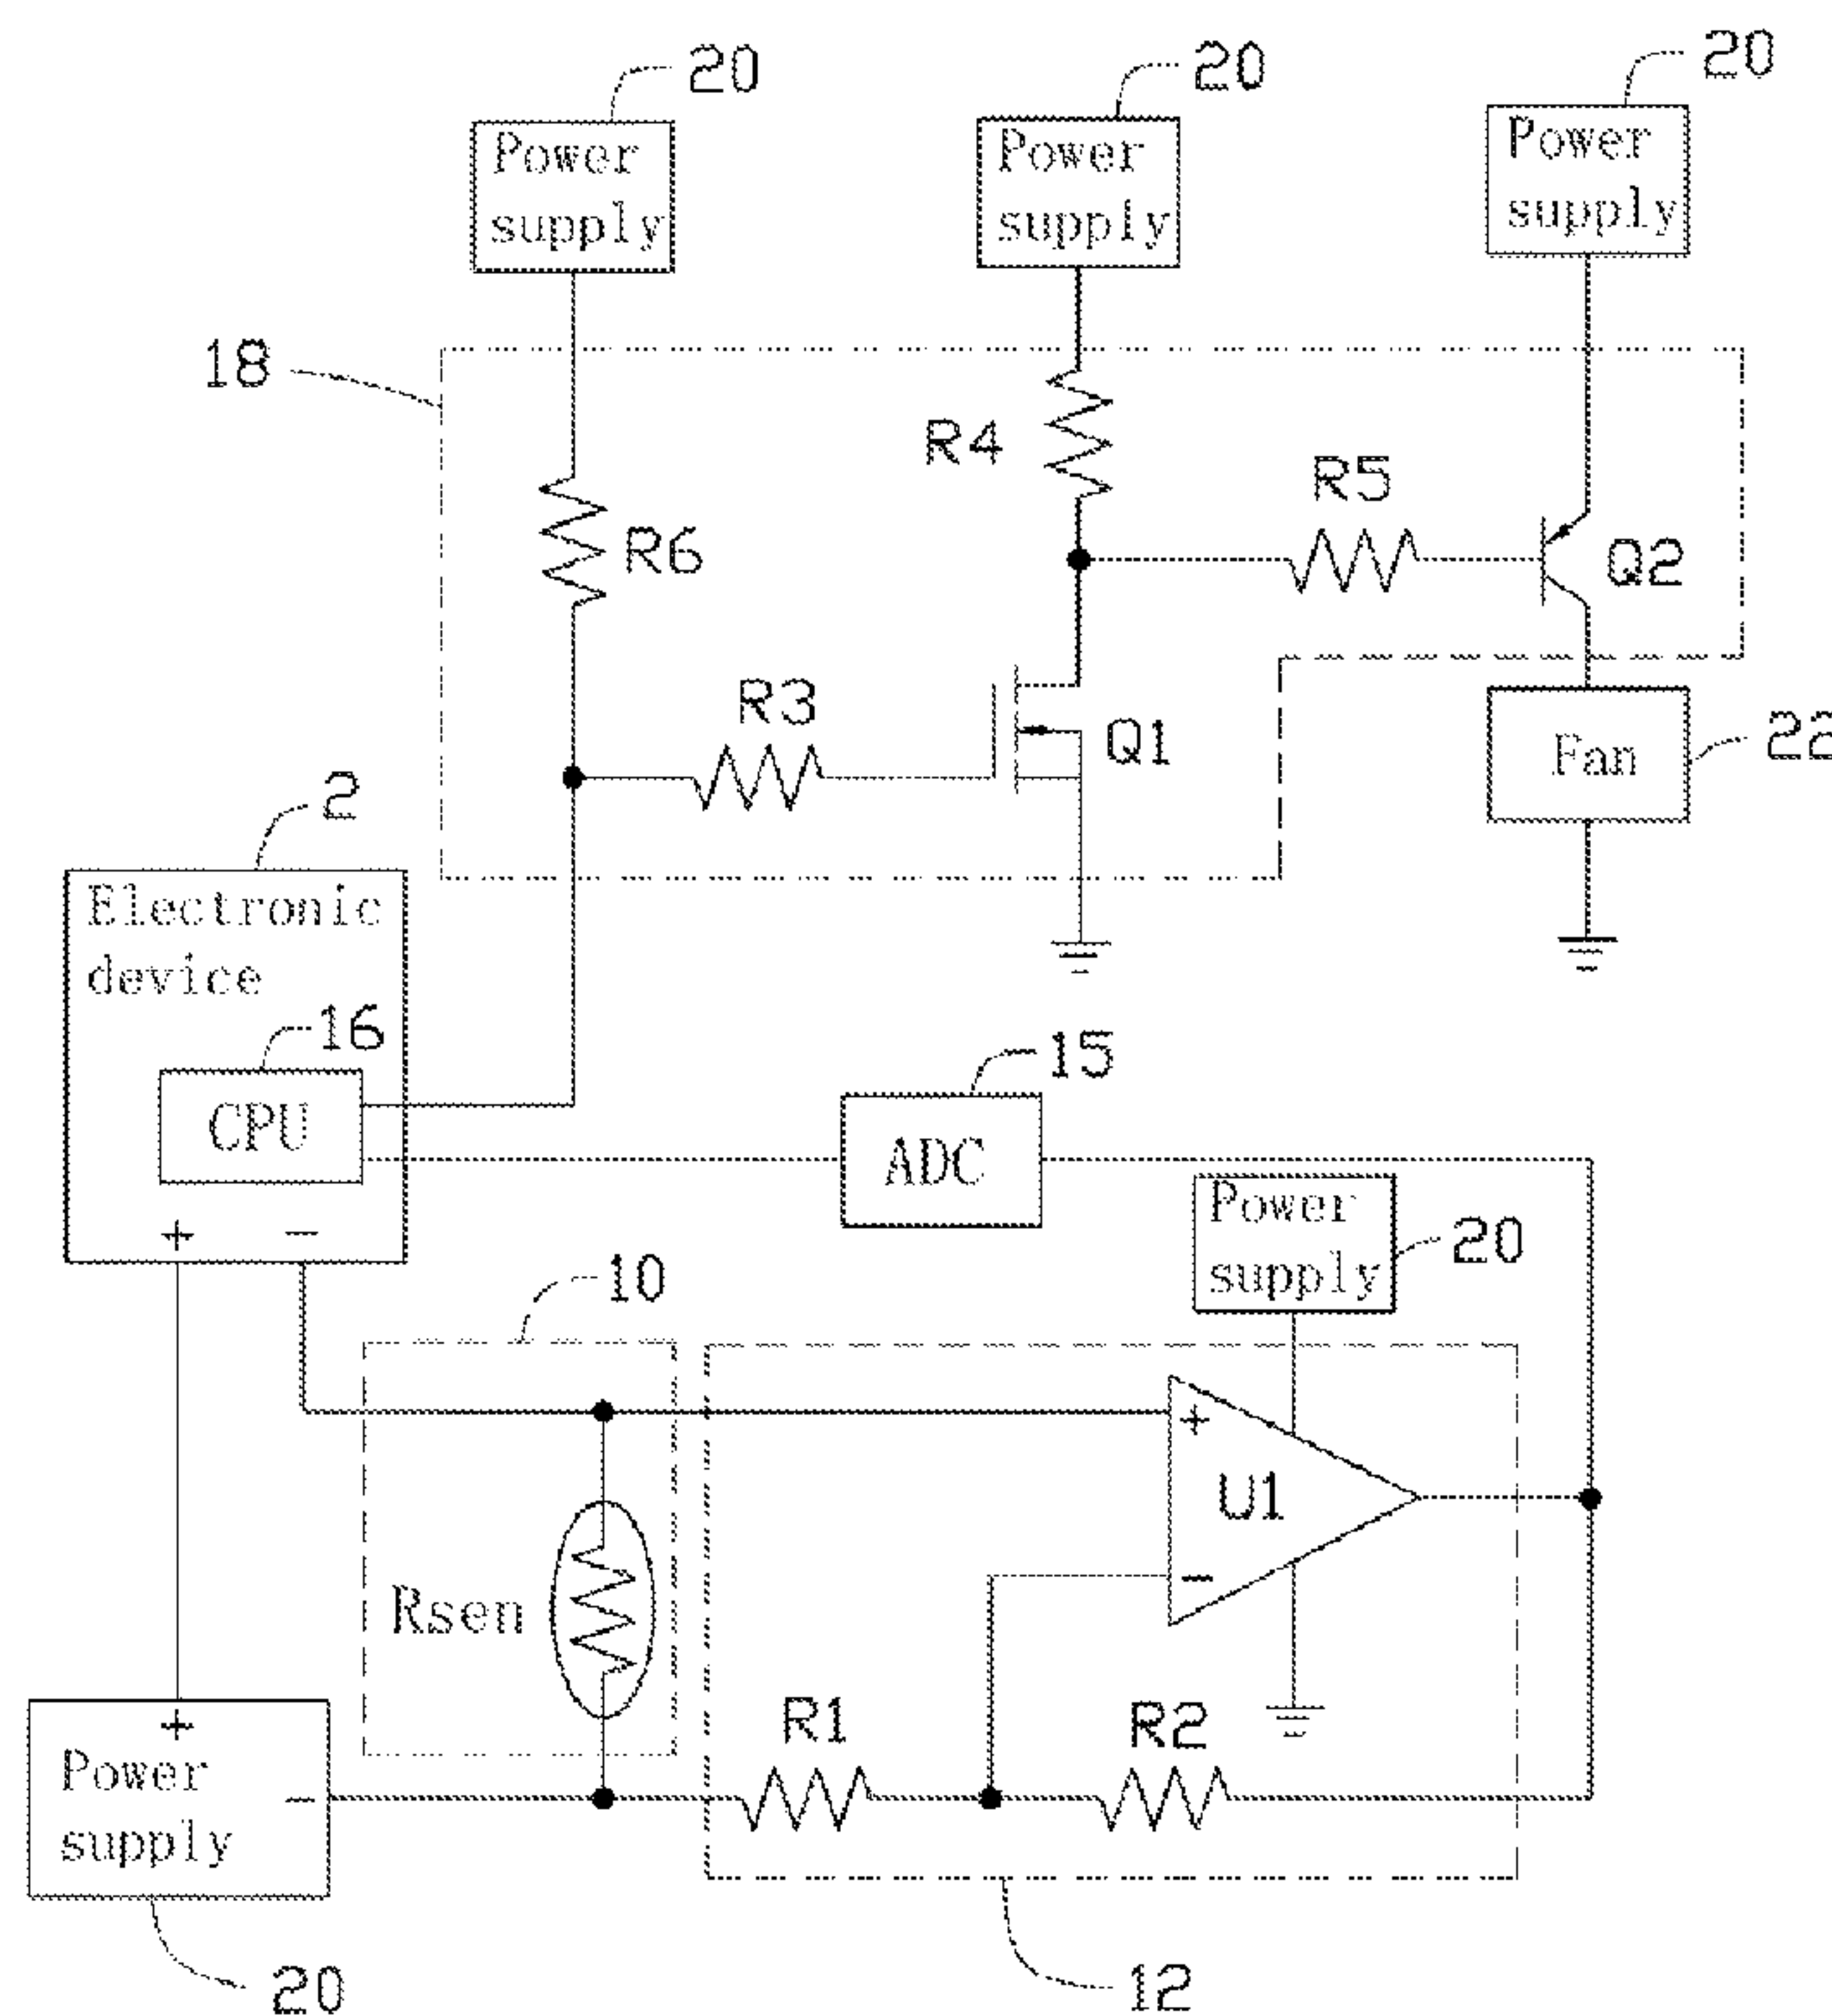 20
20
20
Power
supply
Power
supply
Power
supply
18
R4
R5
R6
Q2
R3
Q1
Fan
22
2
Electronic
device
16
CPU
+
-
15
ADC
Power
supply
20
10
+
U1
-
Rsen
R1
R2
+
Power
supply
-
20
12